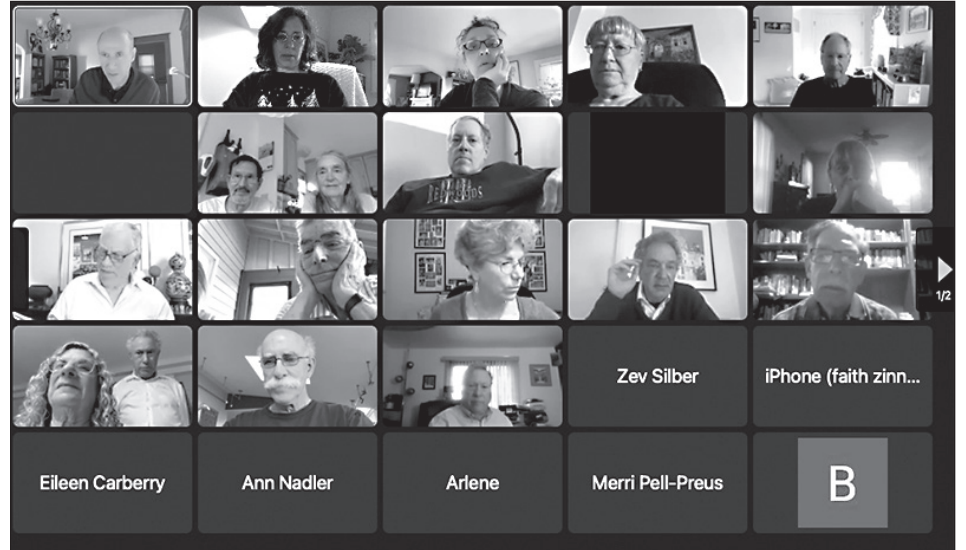 1/2
Zev Silber
iPhone (faith zinn...
Eileen Carberry
Ann Nadler
Arlene
Merri Pell-Preus
B